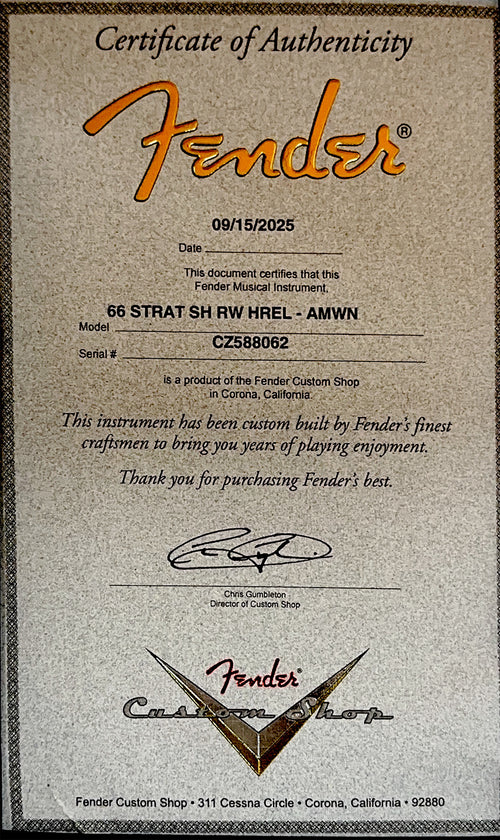 Certificate of Authenticity
Fender®
09/15/2025
Date
This document certifies that this
Fender Musical Instrument,
66 STRAT SH RW HREL - AMWN
Model
CZ588062
Serial #
is a product of the Fender Custom Shop
in Corona, California.
This instrument has been custom built by Fender's finest
craftsmen to bring you years of playing enjoyment.
Thank you for purchasing Fender's best.
Chris Gumbleton
Director of Custom Shop
Fender®
Custom Shop
Fender Custom Shop • 311 Cessna Circle • Corona, California • 92880